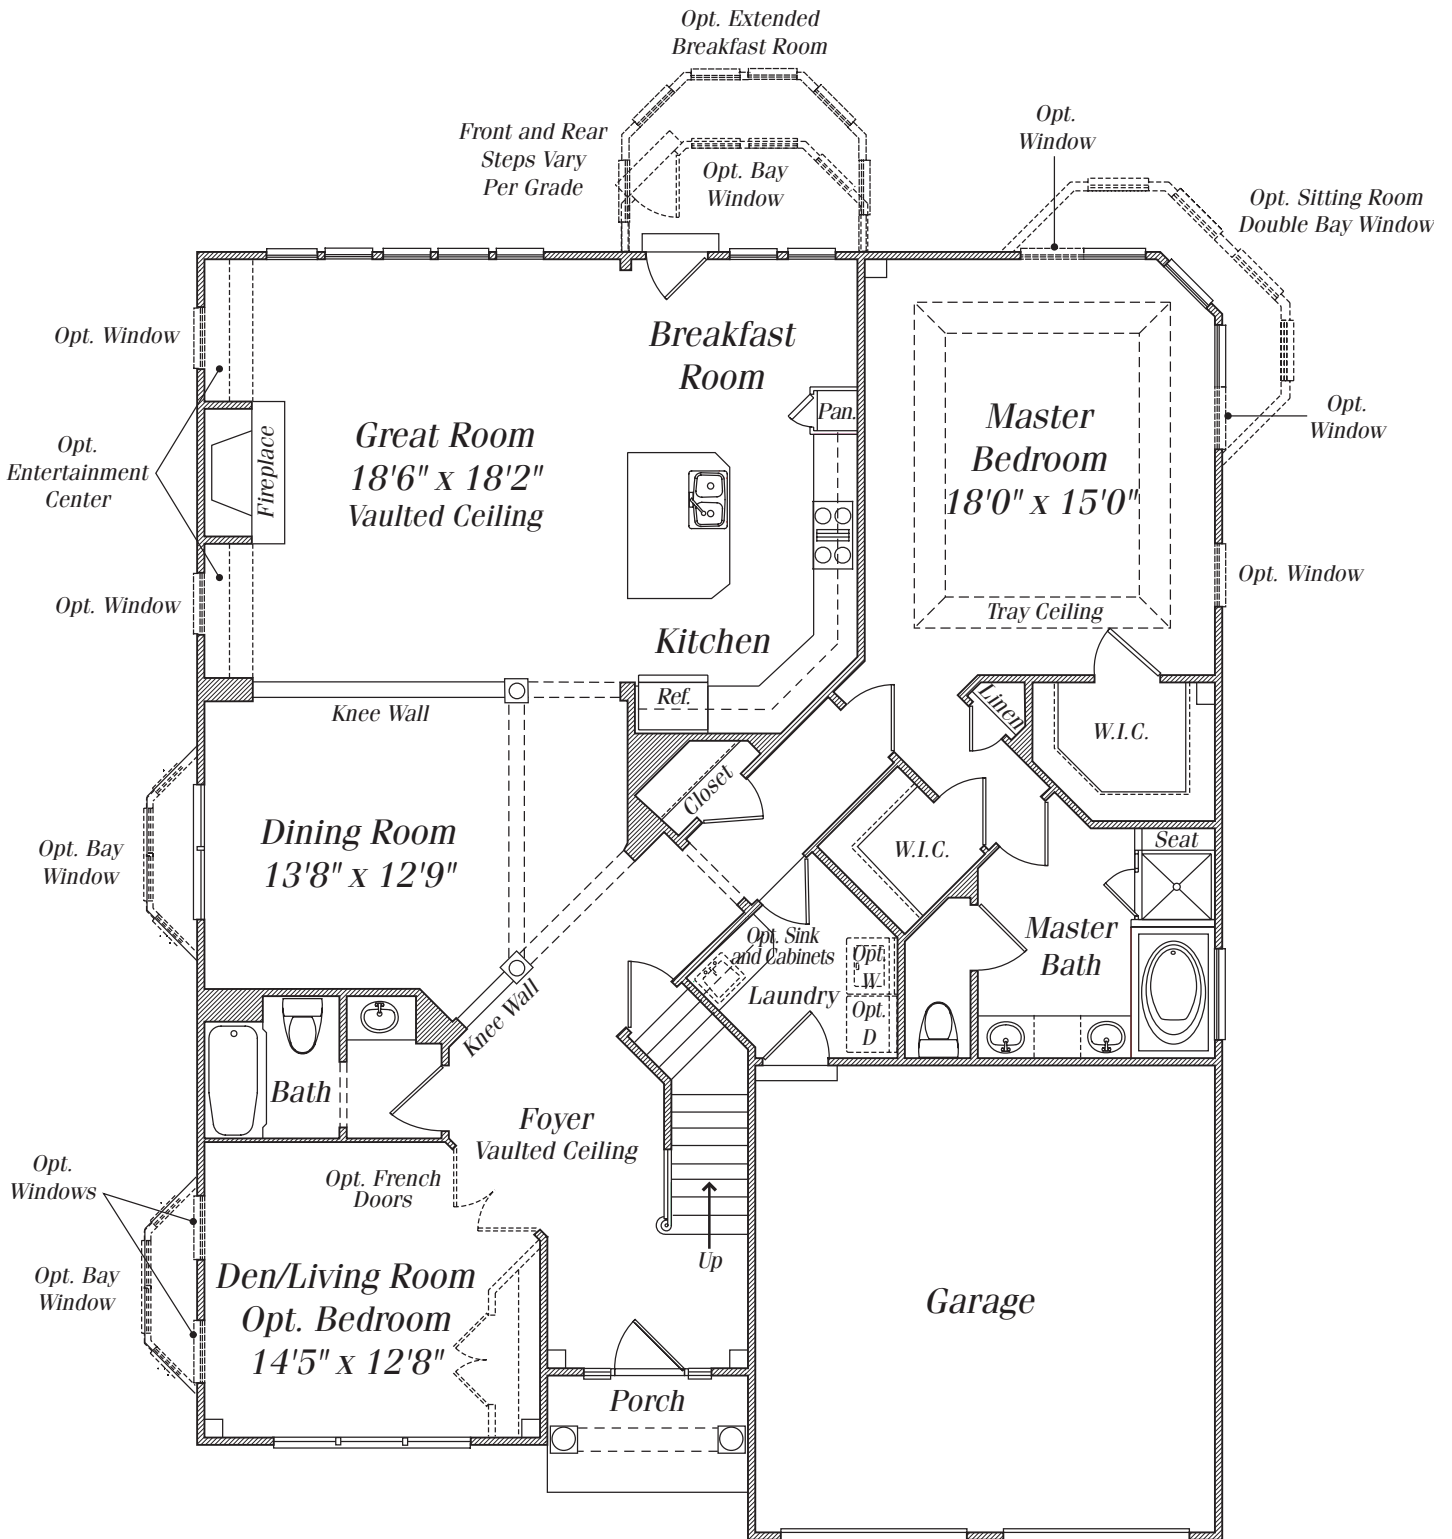 Opt. Extended
Breakfast Room
Front and Rear
Steps Vary
Per Grade
Opt. Bay
Window
Opt.
Window
Opt. Sitting Room
Double Bay Window
Opt. Window
Breakfast
Room
Pan.
Great Room
18'6" x 18'2"
Vaulted Ceiling
Fireplace
Opt.
Entertainment
Center
Master
Bedroom
18'0" x 15'0"
Tray Ceiling
Opt.
Window
Opt. Window
Opt. Window
Kitchen
Ref.
Knee Wall
Linen
W.I.C.
Closet
Dining Room
13'8" x 12'9"
Opt. Bay
Window
W.I.C.
Seat
Master
Bath
Opt. Sink
and Cabinets
Laundry
Opt.
W
Opt.
D
Knee Wall
Bath
Foyer
Vaulted Ceiling
Opt. French
Doors
Opt.
Windows
Opt. Bay
Window
Up
Den/Living Room
Opt. Bedroom
14'5" x 12'8"
Garage
Porch